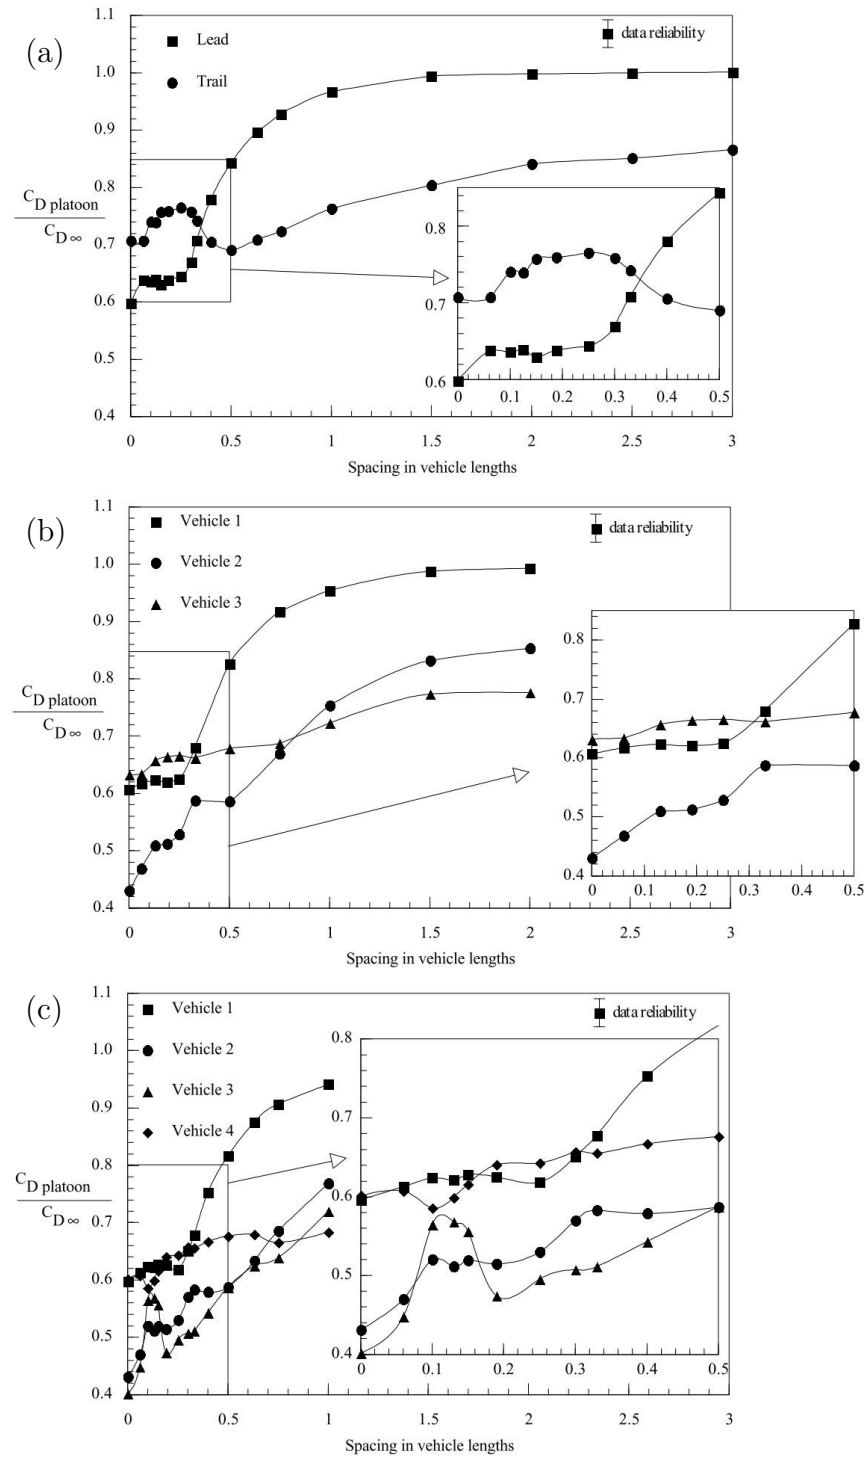 (a)
1.1
1.0
0.9
0.8
0.7
0.6
0.5
0.4
Lead
Trail
data reliability
C D platoon
C D ∞
0.8
0.7
0.6
0 0.1 0.2 0.3 0.4 0.5
0 0.5 1 1.5 2 2.5 3
Spacing in vehicle lengths
(b)
1.1
1.0
0.9
0.8
0.7
0.6
0.5
0.4
Vehicle 1
Vehicle 2
Vehicle 3
data reliability
C D platoon
C D ∞
0.8
0.7
0.6
0.5
0.4
0 0.1 0.2 0.3 0.4 0.5
0 0.5 1 1.5 2 2.5 3
Spacing in vehicle lengths
(c)
1.1
1.0
0.9
0.8
0.7
0.6
0.5
0.4
Vehicle 1
Vehicle 2
Vehicle 3
Vehicle 4
data reliability
C D platoon
C D ∞
0.8
0.7
0.6
0.5
0.4
0 0.1 0.2 0.3 0.4 0.5
0 0.5 1 1.5 2 2.5 3
Spacing in vehicle lengths